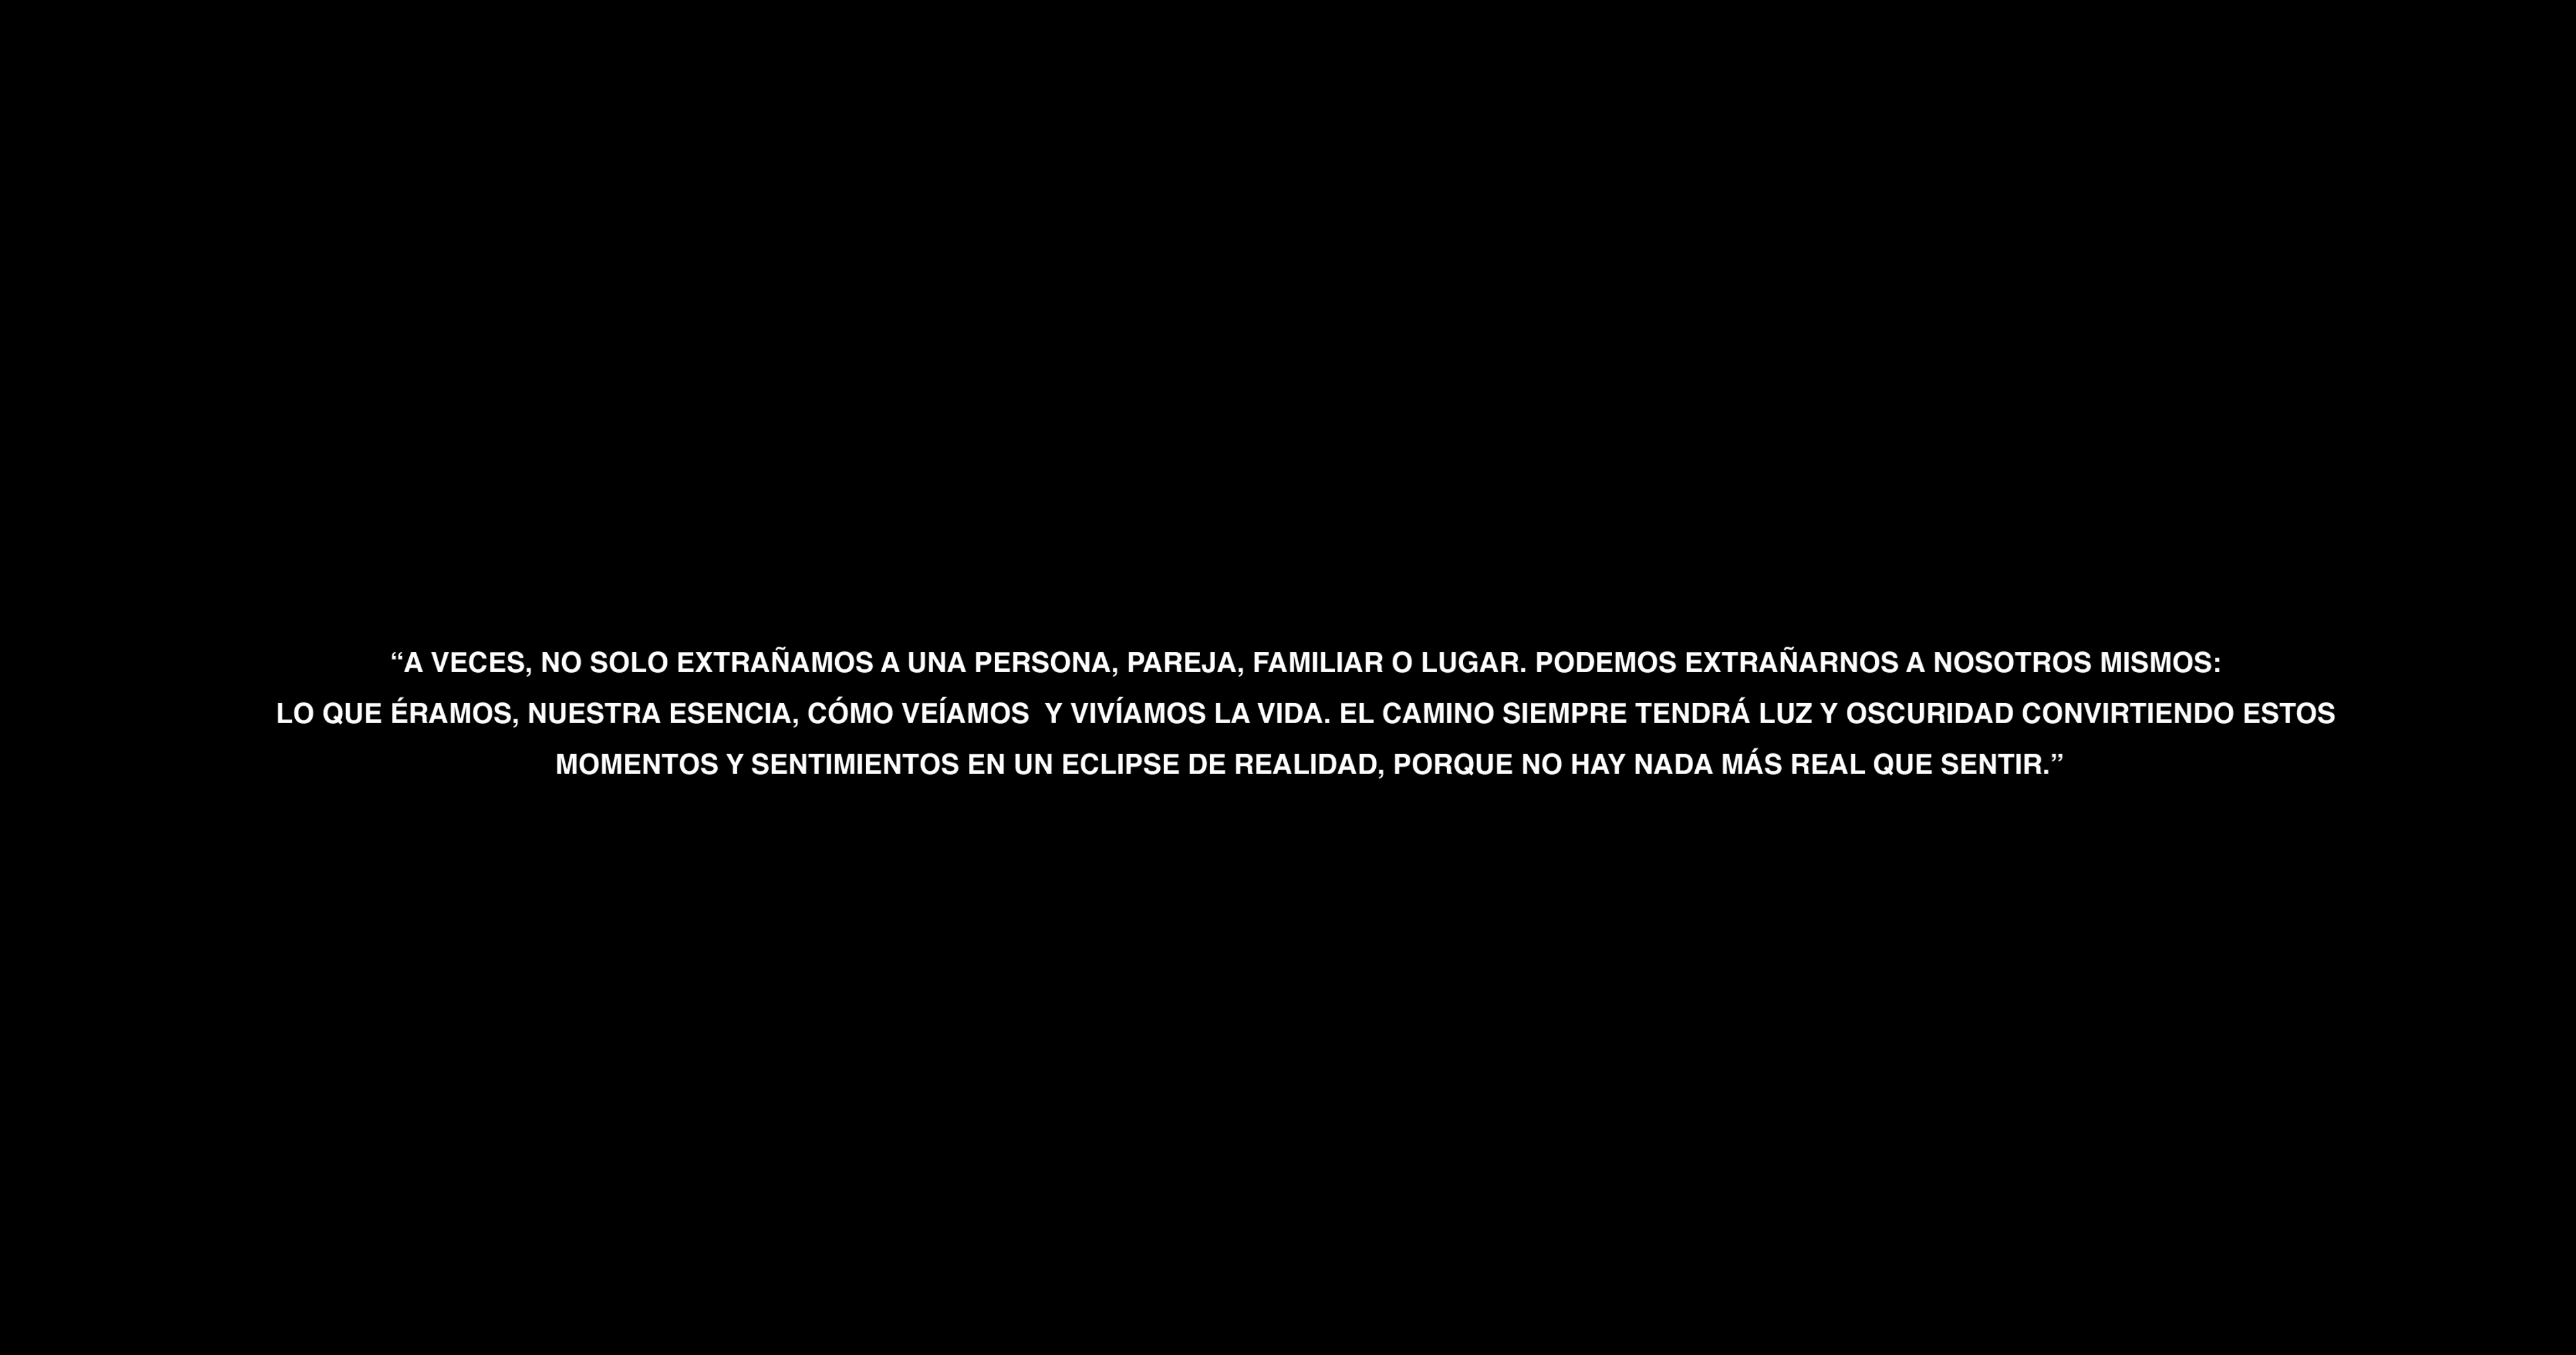 “A VECES, NO SOLO EXTRAÑAMOS A UNA PERSONA, PAREJA, FAMILIAR O LUGAR. PODEMOS EXTRAÑARNOS A NOSOTROS MISMOS:
LO QUE ÉRAMOS, NUESTRA ESENCIA, CÓMO VEÍAMOS  Y VIVÍAMOS LA VIDA. EL CAMINO SIEMPRE TENDRÁ LUZ Y OSCURIDAD CONVIRTIENDO ESTOS
MOMENTOS Y SENTIMIENTOS EN UN ECLIPSE DE REALIDAD, PORQUE NO HAY NADA MÁS REAL QUE SENTIR.”